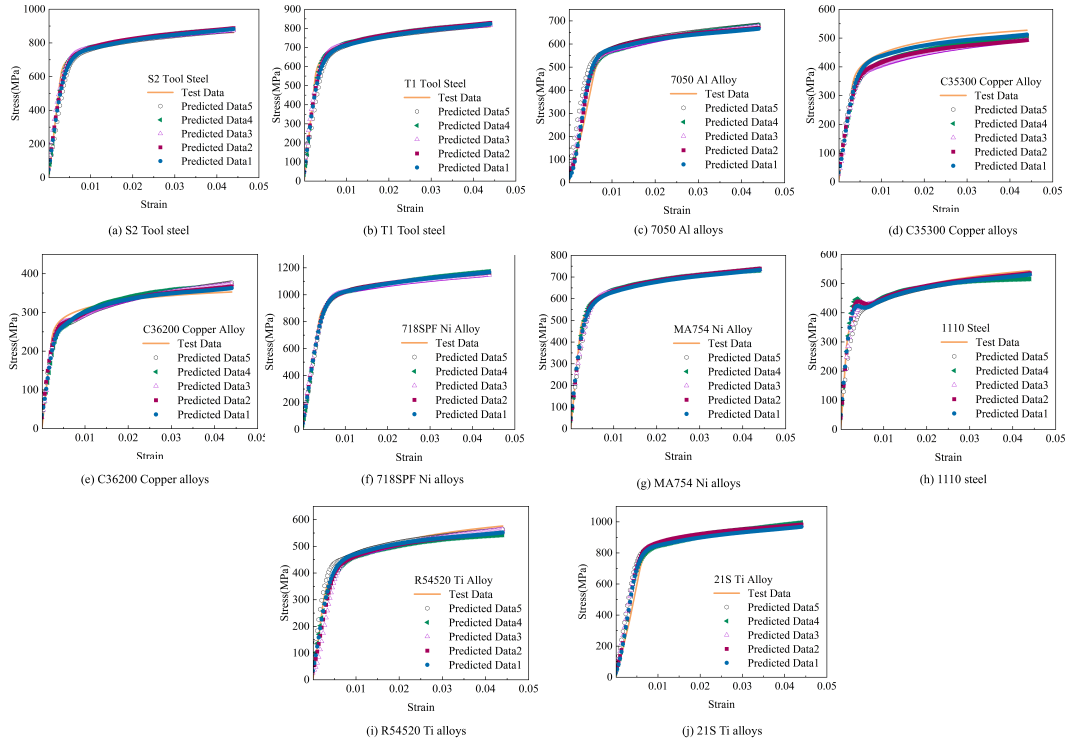 Stress(MPa)
1000
800
600
400
200
0
0.01
0.02
0.03
0.04
0.05
S2 Tool Steel
Test Data
Predicted Data5
Predicted Data4
Predicted Data3
Predicted Data2
Predicted Data1
Strain
(a) S2 Tool steel
Stress(MPa)
900
800
700
600
500
400
300
200
100
0
0.01
0.02
0.03
0.04
0.05
T1 Tool Steel
Test Data
Predicted Data5
Predicted Data4
Predicted Data3
Predicted Data2
Predicted Data1
Strain
(b) T1 Tool steel
Stress(MPa)
700
600
500
400
300
200
100
0
0.01
0.02
0.03
0.04
0.05
7050 Al Alloy
Test Data
Predicted Data5
Predicted Data4
Predicted Data3
Predicted Data2
Predicted Data1
Strain
(c) 7050 Al alloys
Stress(MPa)
600
500
400
300
200
100
0
0.01
0.02
0.03
0.04
0.05
C35300 Copper Alloy
Test Data
Predicted Data5
Predicted Data4
Predicted Data3
Predicted Data2
Predicted Data1
Strain
(d) C35300 Copper alloys
Stress(MPa)
400
300
200
100
0
0.01
0.02
0.03
0.04
0.05
C36200 Copper Alloy
Test Data
Predicted Data5
Predicted Data4
Predicted Data3
Predicted Data2
Predicted Data1
Strain
(e) C36200 Copper alloys
Stress(MPa)
1200
1000
800
600
400
200
0
0.01
0.02
0.03
0.04
0.05
718SPF Ni Alloy
Test Data
Predicted Data5
Predicted Data4
Predicted Data3
Predicted Data2
Predicted Data1
Strain
(f) 718SPF Ni alloys
Stress(MPa)
800
700
600
500
400
300
200
100
0
0.01
0.02
0.03
0.04
0.05
MA754 Ni Alloy
Test Data
Predicted Data5
Predicted Data4
Predicted Data3
Predicted Data2
Predicted Data1
Strain
(g) MA754 Ni alloys
Stress(MPa)
600
500
400
300
200
100
0
0.01
0.02
0.03
0.04
0.05
1110 Steel
Test Data
Predicted Data5
Predicted Data4
Predicted Data3
Predicted Data2
Predicted Data1
Strain
(h) 1110 steel
Stress(MPa)
600
500
400
300
200
100
0
0.01
0.02
0.03
0.04
0.05
R54520 Ti Alloy
Test Data
Predicted Data5
Predicted Data4
Predicted Data3
Predicted Data2
Predicted Data1
Strain
(i) R54520 Ti alloys
Stress(MPa)
1000
800
600
400
200
0
0.01
0.02
0.03
0.04
0.05
21S Ti Alloy
Test Data
Predicted Data5
Predicted Data4
Predicted Data3
Predicted Data2
Predicted Data1
Strain
(j) 21S Ti alloys